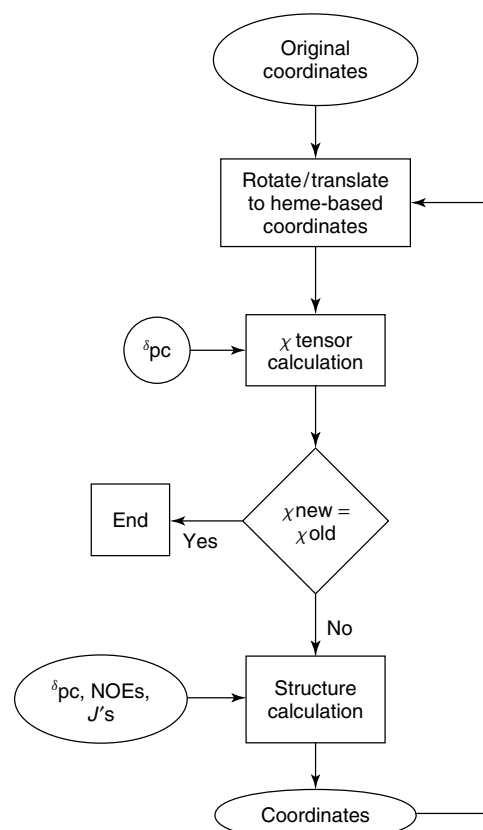 Original
coordinates
Rotate/translate
to heme-based
coordinates
δpc
χ tensor
calculation
χnew =
χold
End
Yes
No
δpc, NOEs,
J's
Structure
calculation
Coordinates